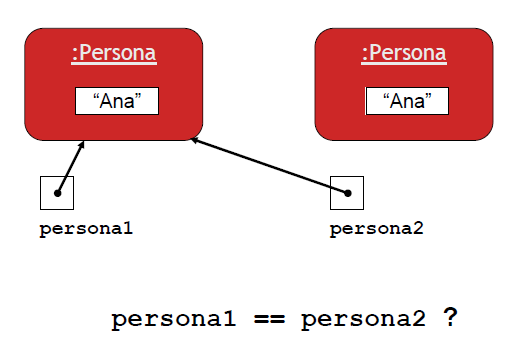 :Persona
“Ana”
:Persona
“Ana”
persona1
persona2
persona1 == persona2 ?